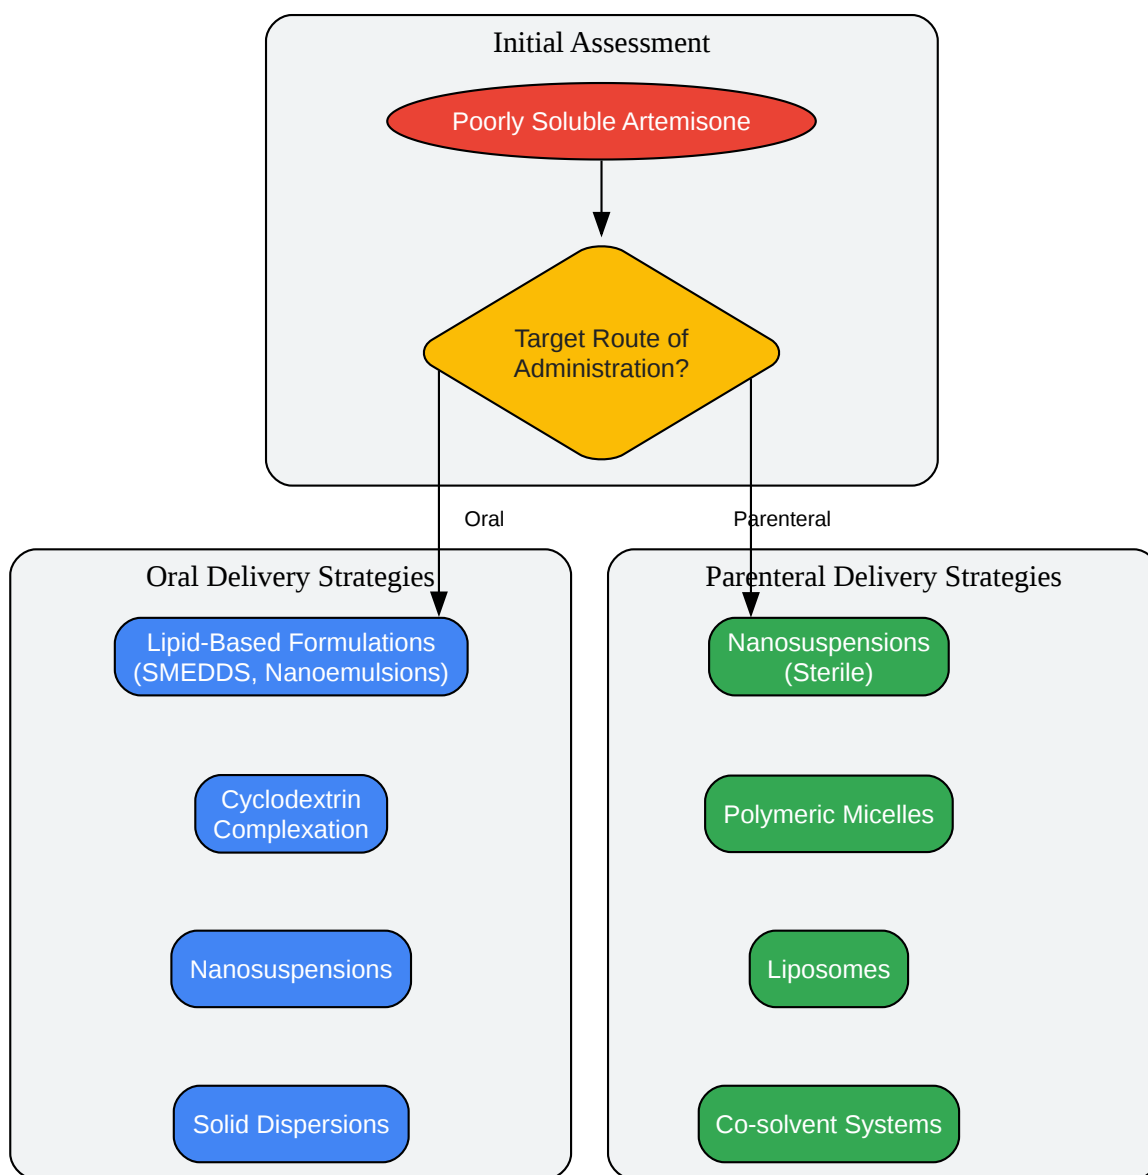 Initial Assessment
Poorly Soluble Artemisone
Target Route of
Administration?
Oral
Parenteral
Oral Delivery Strategies
Lipid-Based Formulations
(SMEDDS, Nanoemulsions)
Cyclodextrin
Complexation
Nanosuspensions
Solid Dispersions
Parenteral Delivery Strategies
Nanosuspensions
(Sterile)
Polymeric Micelles
Liposomes
Co-solvent Systems